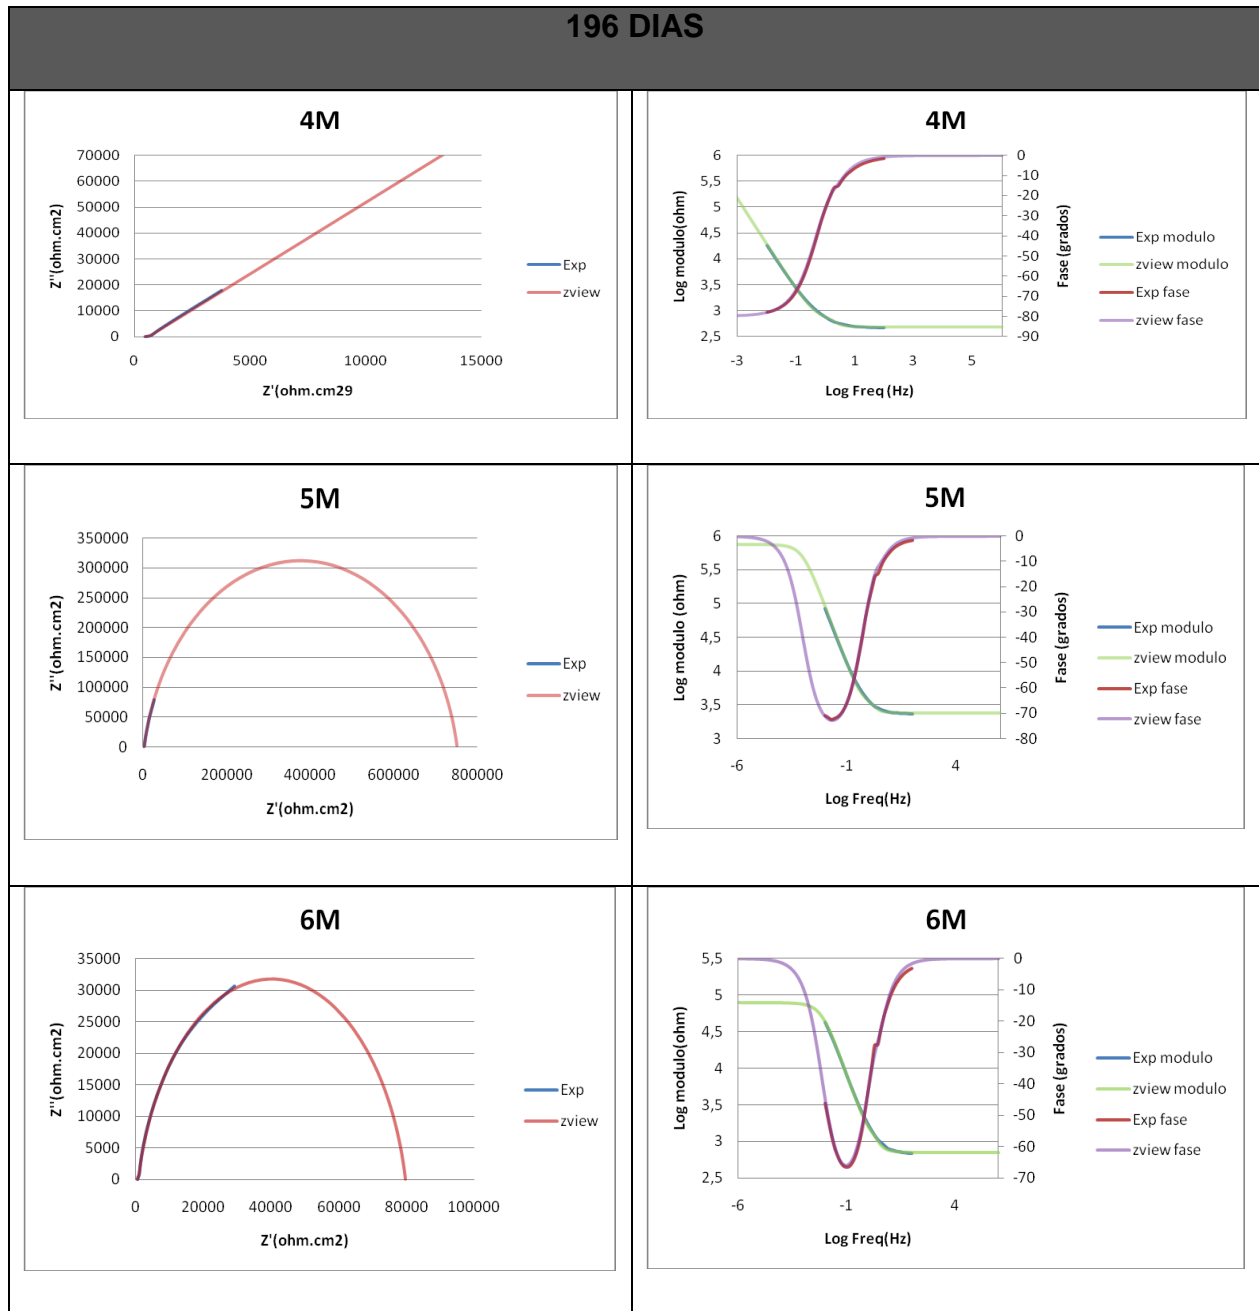 196 DIAS
4M
Z''(ohm.cm2)
70000
60000
50000
40000
30000
20000
10000
0
0 5000 10000 15000
Z'(ohm.cm29
Exp
zview
4M
Log modulo(ohm)
6
5,5
5
4,5
4
3,5
3
2,5
-3 -1 1 3 5
Log Freq (Hz)
0
-10
-20
-30
-40
-50
-60
-70
-80
-90
Fase (grados)
Exp modulo
zview modulo
Exp fase
zview fase
5M
Z''(ohm.cm2)
350000
300000
250000
200000
150000
100000
50000
0
0 200000 400000 600000 800000
Z'(ohm.cm2)
Exp
zview
5M
Log modulo (ohm)
6
5,5
5
4,5
4
3,5
3
-6 -1 4
Log Freq(Hz)
0
-10
-20
-30
-40
-50
-60
-70
-80
Fase (grados)
Exp modulo
zview modulo
Exp fase
zview fase
6M
Z''(ohm.cm2)
35000
30000
25000
20000
15000
10000
5000
0
0 20000 40000 60000 80000 100000
Z'(ohm.cm2)
Exp
zview
6M
Log modulo(ohm)
5,5
5
4,5
4
3,5
3
2,5
-6 -1 4
Log Freq(Hz)
0
-10
-20
-30
-40
-50
-60
-70
Fase (grados)
Exp modulo
zview modulo
Exp fase
zview fase